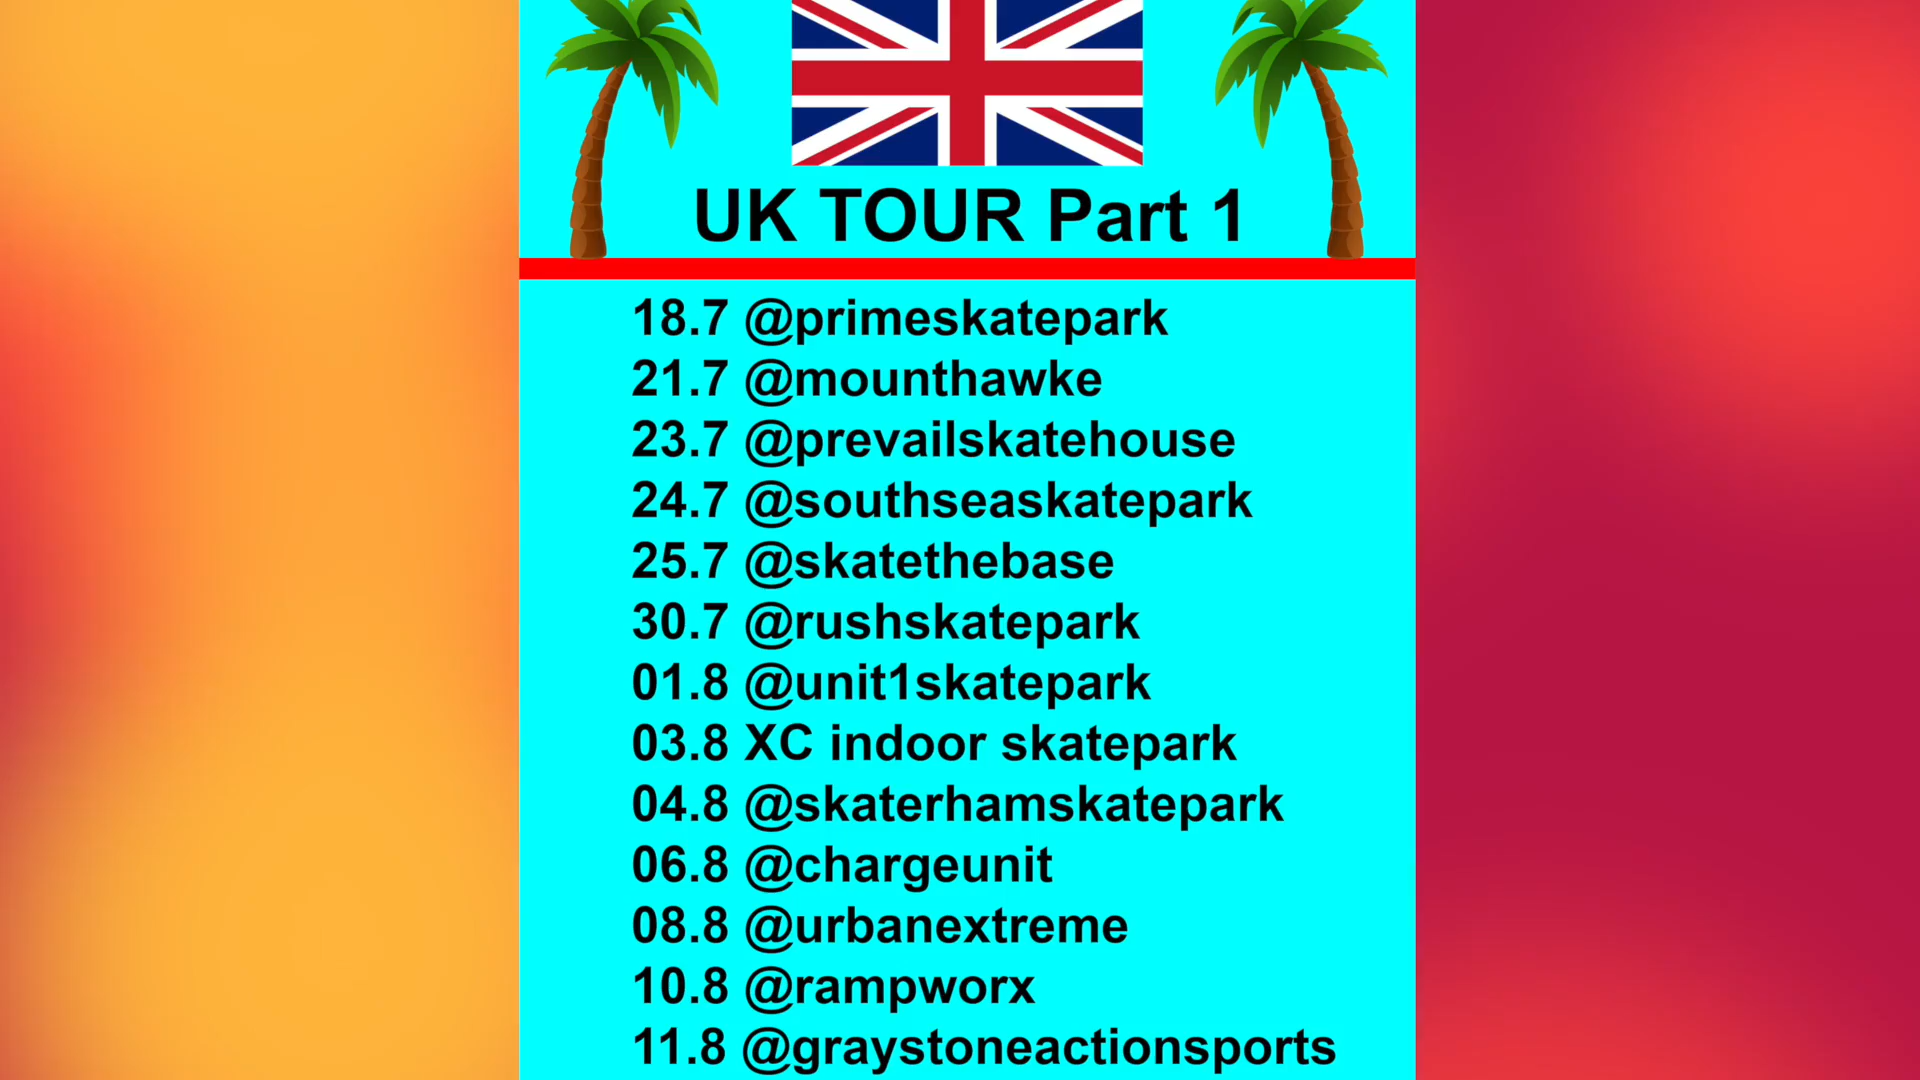 UK TOUR Part 1
18.7 @primeskatepark
21.7 @mounthawke
23.7 @prevailskatehouse
24.7 @southseaskatepark
25.7 @skatethebase
30.7 @rushskatepark
01.8 @unit1skatepark
03.8 XC indoor skatepark
04.8 @skaterhamskatepark
06.8 @chargeunit
08.8 @urbanextreme
10.8 @rampworx
11.8 @graystoneactionsports